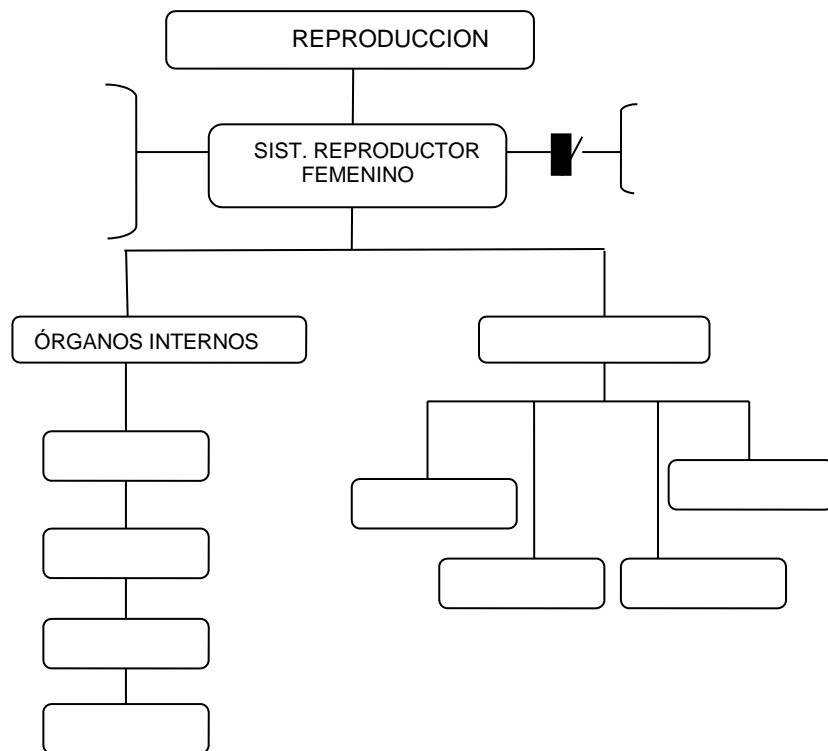 REPRODUCCION
SIST. REPRODUCTOR
FEMENINO
ÓRGANOS INTERNOS